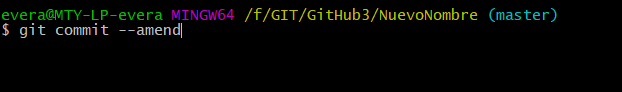 evera@MTY-LP-evera MINGW64 /f/GIT/GitHub3/NuevoNombre (master)
$ git commit --amend